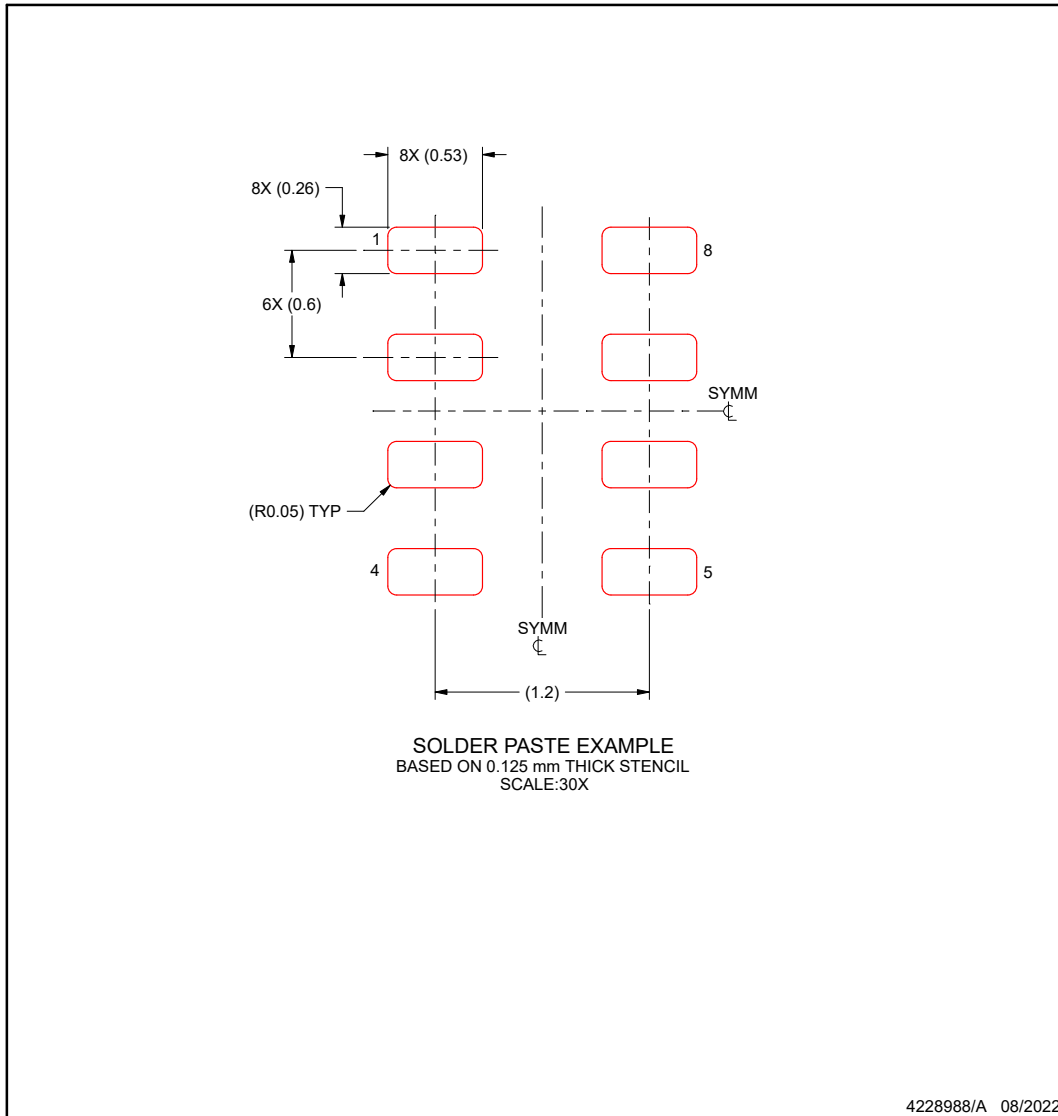 8X (0.53)
8X (0.26)
1
8
6X (0.6)
SYMM
℄
(R0.05) TYP
4
5
SYMM
℄
(1.2)
SOLDER PASTE EXAMPLE
BASED ON 0.125 mm THICK STENCIL
SCALE:30X
4228988/A 08/2022